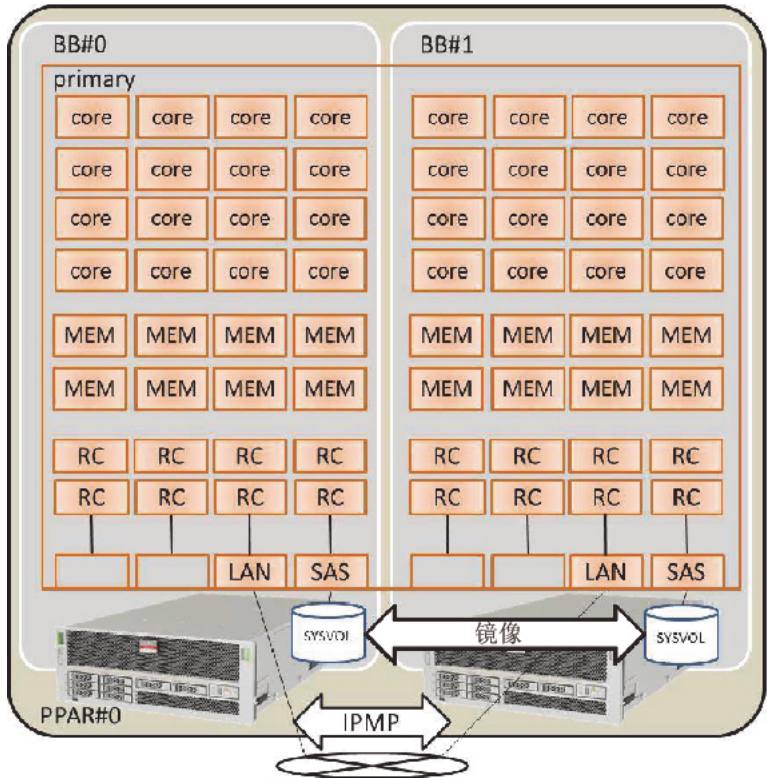 BB#0 BB#1
primary
core core core core core core core core
core core core core core core core core
core core core core core core core core
core core core core core core core core
MEM MEM MEM MEM MEM MEM MEM MEM
MEM MEM MEM MEM MEM MEM MEM MEM
RC RC RC RC RC RC RC RC
RC RC RC RC RC RC RC RC
LAN SAS LAN SAS
SYSVOL 镜像 SYSVOL
PPAR#0 IPMP